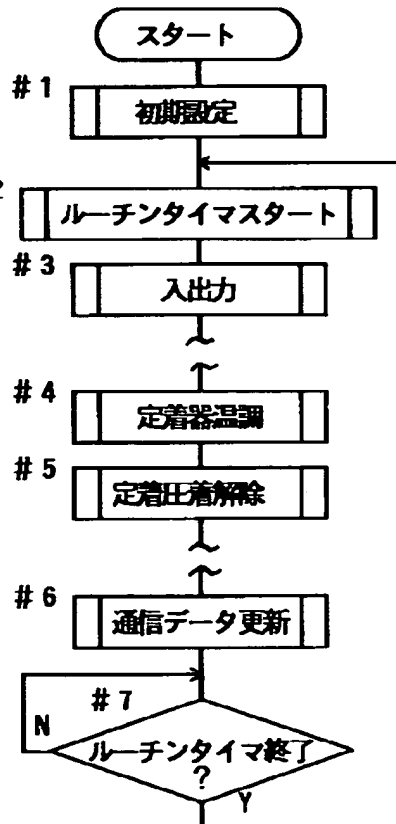 スタート
#1
初期設定
2
ルーチンタイマスタート
#3
入出力
#4
定着器温調
#5
定着圧着解除
#6
通信データ更新
#7
N
ルーチンタイマ終了
?
Y